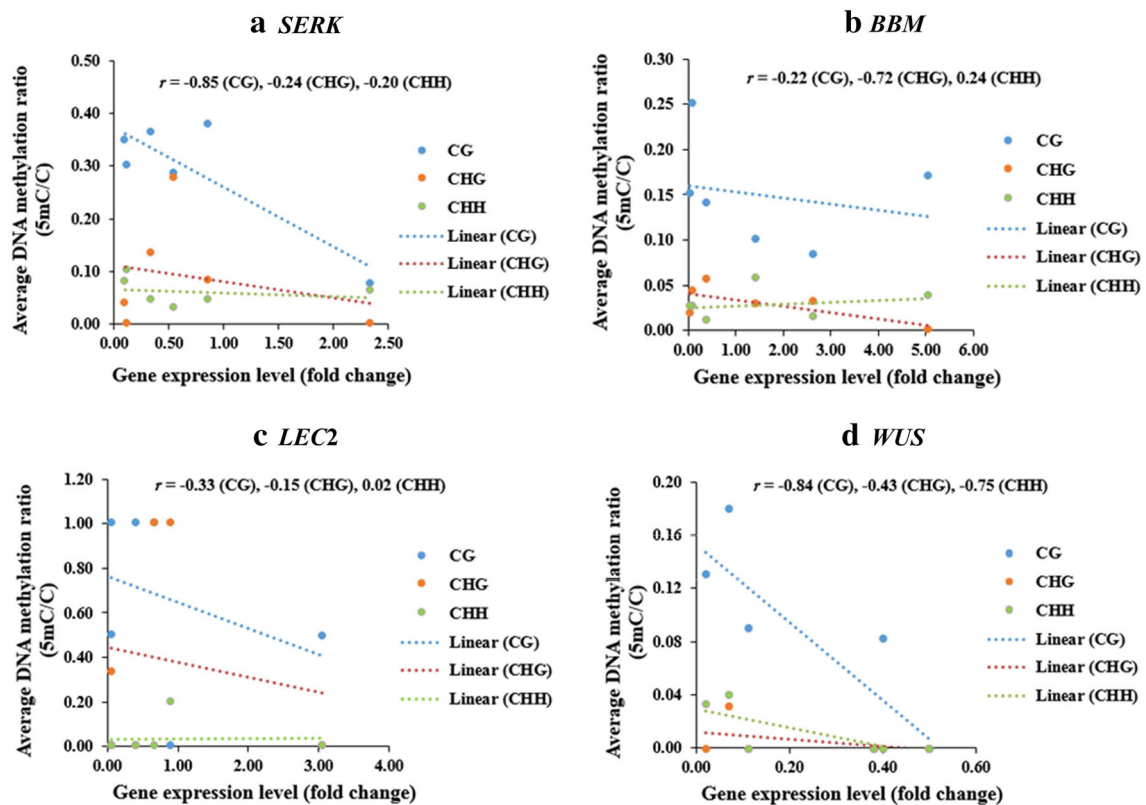 a SERK
r = -0.85 (CG), -0.24 (CHG), -0.20 (CHH)
Average DNA methylation ratio
(5mC/C)
0.50
0.40
0.30
0.20
0.10
0.00
0.00 0.50 1.00 1.50 2.00 2.50
Gene expression level (fold change)
CG
CHG
CHH
Linear (CG)
Linear (CHG)
Linear (CHH)
b BBM
r = -0.22 (CG), -0.72 (CHG), 0.24 (CHH)
Average DNA methylation ratio
(5mC/C)
0.30
0.25
0.20
0.15
0.10
0.05
0.00
0.00 1.00 2.00 3.00 4.00 5.00 6.00
Gene expression level (fold change)
CG
CHG
CHH
Linear (CG)
Linear (CHG)
Linear (CHH)
c LEC2
r = -0.33 (CG), -0.15 (CHG), 0.02 (CHH)
Average DNA methylation ratio
(5mC/C)
1.20
1.00
0.80
0.60
0.40
0.20
0.00
0.00 1.00 2.00 3.00 4.00
Gene expression level (fold change)
CG
CHG
CHH
Linear (CG)
Linear (CHG)
Linear (CHH)
d WUS
r = -0.84 (CG), -0.43 (CHG), -0.75 (CHH)
Average DNA methylation ratio
(5mC/C)
0.20
0.16
0.12
0.08
0.04
0.00
0.00 0.20 0.40 0.60
Gene expression level (fold change)
CG
CHG
CHH
Linear (CG)
Linear (CHG)
Linear (CHH)